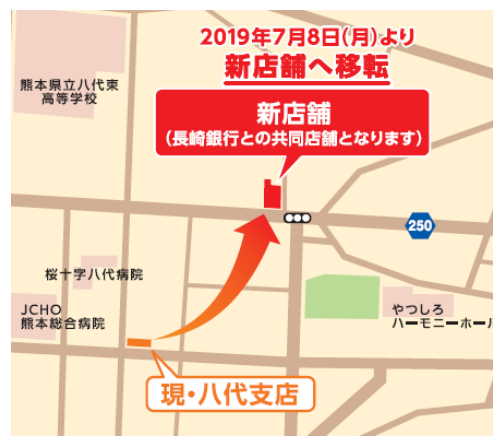 2019年7月8日(月)より
新店舗へ移転
新店舗
(長崎銀行との共同店舗となります)
熊本県立八代東
高等学校
250
桜十字八代病院
JCHO
熊本総合病院
やつしろ
ハーモニーホール
現・八代支店